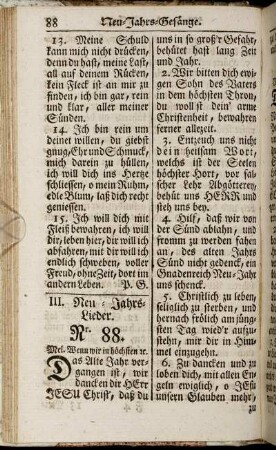 88 Neu-Jahrs-Gesänge.
13. Meine Schuld
kann mich nicht drücken,
denn du hast, meine Last,
all auf deinem Rücken,
kein Fleck ist an mir zu
finden, ich bin gar, rein
und klar, aller meiner
Sünden.
14. Ich bin rein um
deinet willen, du giebst
gnug, Ehr und Schmuck,
mich darein zu hüllen,
ich will dich ins Hertze
schliessen, o mein Ruhm,
edle Blum, laß dich recht
geniessen.
15. Ich will dich mit
Fleiß bewahren, ich will
dir, leben hier, dir will ich
abfahren, mit dir will ich
endlich schweben, voller
Freud, ohne Zeit, dort im
andern Leben. P. G.
III. Neu-Jahrs-
Lieder.
Nr. 88.
Mel. Wenn wir in höchsten ꝛc.
Das Alte Jahr ver-
gangen ist, wir
dancken dir HErr
JESU Christ, daß du
uns in so groß'r Gefahr,
behütet hast lang Zeit
und Jahr.
2. Wir bitten dich ewi-
gen Sohn des Vaters
in dem höchsten Thron,
du woll'st dein' arme
Christenheit, bewahren
ferner allezeit.
3. Entzeuch uns nicht
dein heilsam Wort,
welchs ist der Seelen
höchster Hort, vor fal-
scher Lehr Abgötterey,
behüt uns HERR und
steh uns bey.
4. Hilf, daß wir von
der Sünd ablahn, und
fromm zu werden fahen
an, des alten Jahrs
Sünd nicht gedenck, ein
Gnadenreich Neu-Jahr
uns schenck.
5. Christlich zu leben,
seliglich zu sterben, und
hernach frölich am jüng-
sten Tag wied'r aufzu-
stehn, mir dir in Him-
mel einzugehn.
6. Zu dancken und zu
loben dich, mit allen En-
geln ewiglich, o JESu
unsern Glauben mehr,
zu